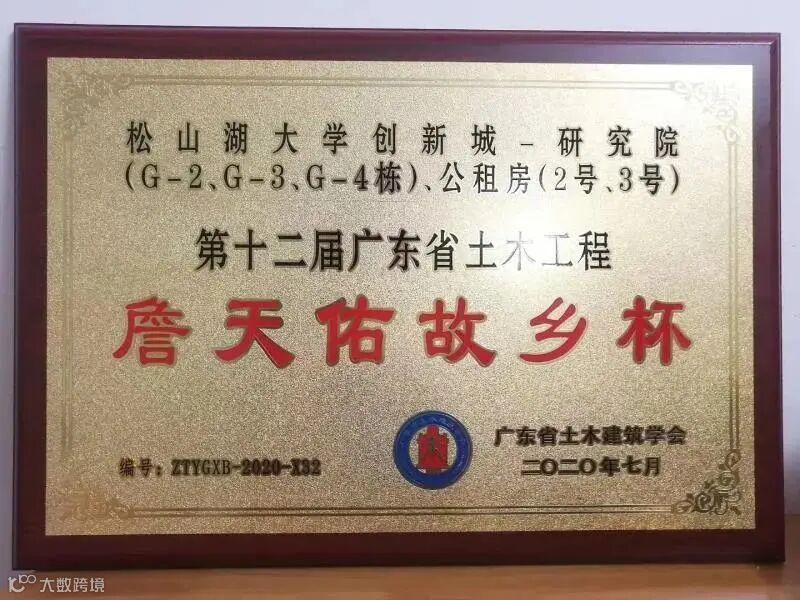 松山湖大学创新城-研究院
(G-2、G-3、G-4栋)、公租房(2号、3号)
第十二届广东省土木工程
詹天佑故乡杯
编号：ZTYGXB-2020-X32
广东省土木建筑学会
二〇二〇年七月
大数跨境